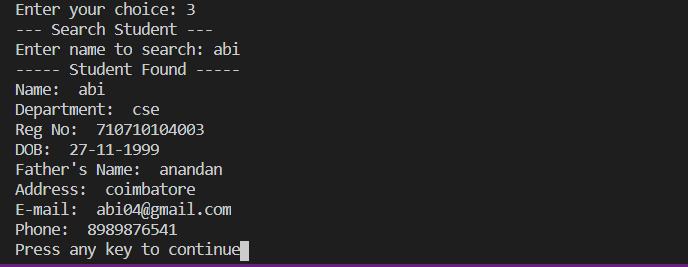 Enter your choice: 3
--- Search Student ---
Enter name to search: abi
----- Student Found -----
Name:  abi
Department:  cse
Reg No:  710710104003
DOB:  27-11-1999
Father's Name:  anandan
Address:  coimbatore
E-mail:  abi04@gmail.com
Phone:  8989876541
Press any key to continue